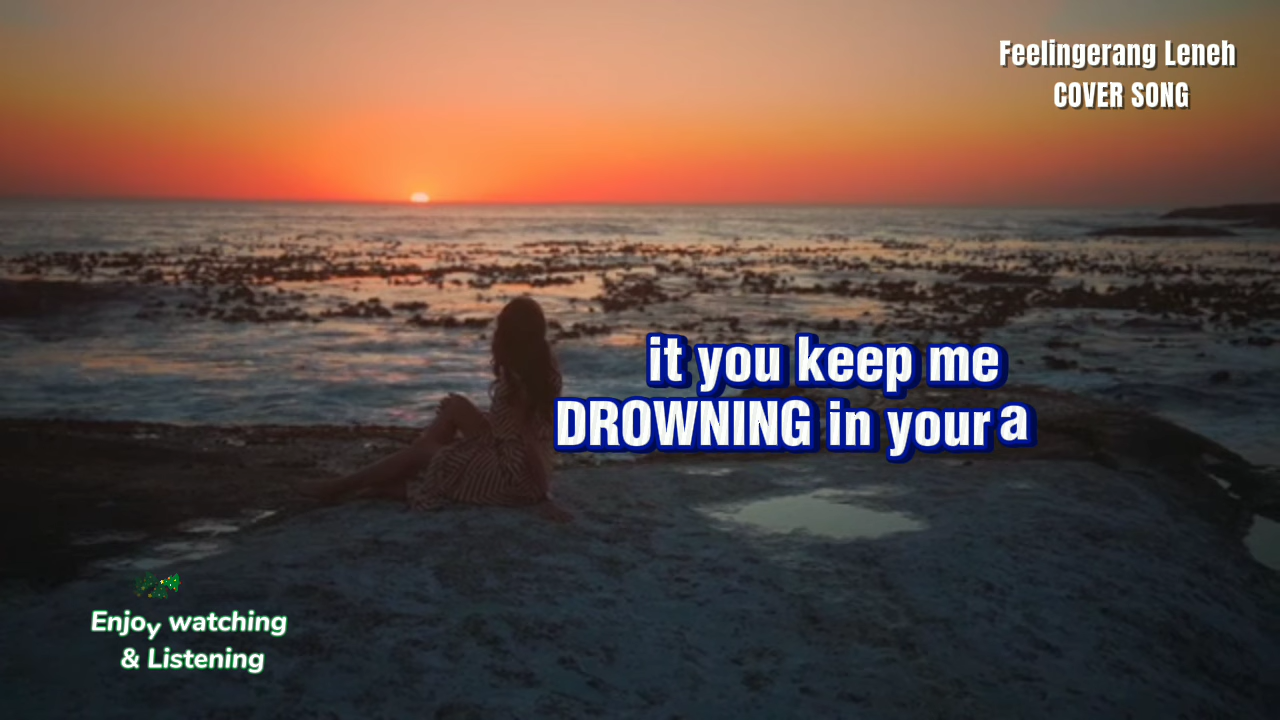 Feelingerang Leneh
COVER SONG
it you keep me
DROWNING in your a
Enjoy watching
& Listening